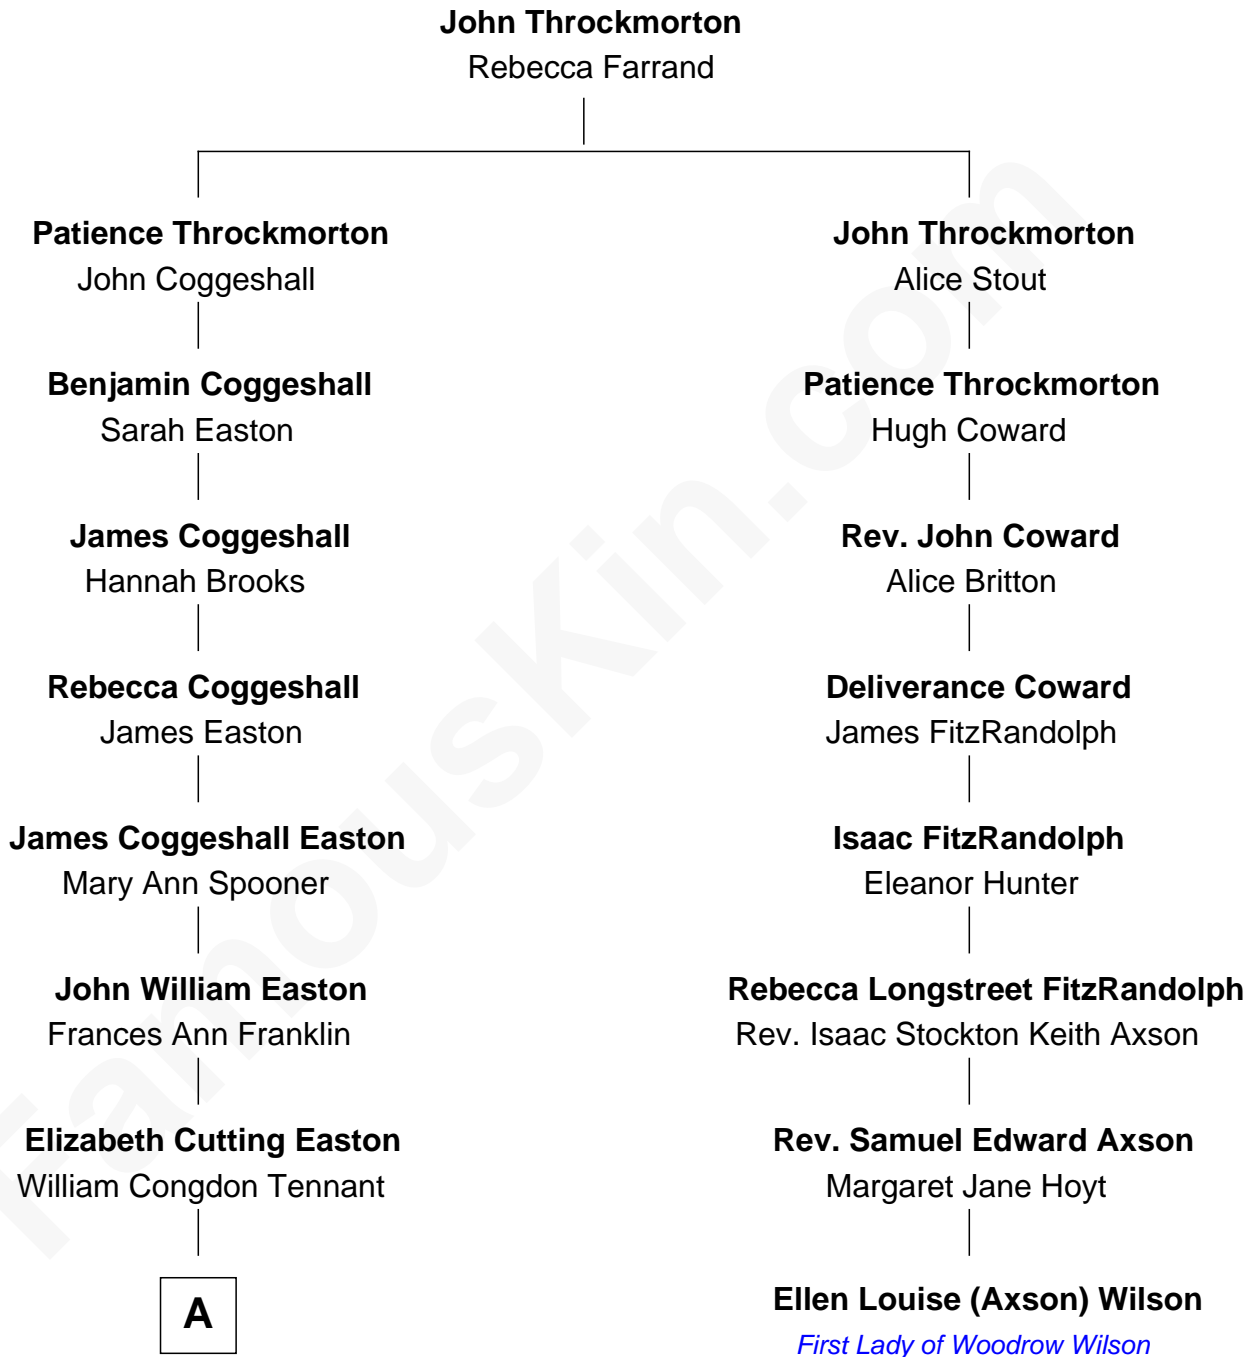 John Throckmorton
Rebecca Farrand
Patience Throckmorton
John Coggeshall
John Throckmorton
Alice Stout
Benjamin Coggeshall
Sarah Easton
Patience Throckmorton
Hugh Coward
James Coggeshall
Hannah Brooks
Rev. John Coward
Alice Britton
Rebecca Coggeshall
James Easton
Deliverance Coward
James FitzRandolph
James Coggeshall Easton
Mary Ann Spooner
Isaac FitzRandolph
Eleanor Hunter
John William Easton
Frances Ann Franklin
Rebecca Longstreet FitzRandolph
Rev. Isaac Stockton Keith Axson
Elizabeth Cutting Easton
William Congdon Tennant
Rev. Samuel Edward Axson
Margaret Jane Hoyt
A
Ellen Louise (Axson) Wilson
First Lady of Woodrow Wilson
FamousKin.com